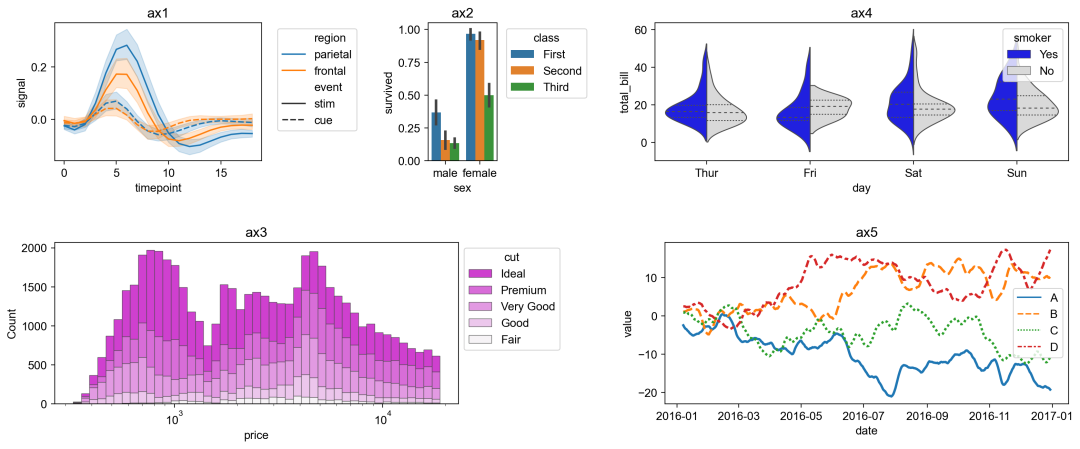 ax1
signal
0.2
0.0
0 5 10 15
timepoint
region
parietal
frontal
event
stim
cue
ax2
survived
1.00
0.75
0.50
0.25
0.00
male female
sex
class
First
Second
Third
ax4
total_bill
60
40
20
0
Thur Fri Sat Sun
day
smoker
Yes
No
ax3
Count
2000
1500
1000
500
0
10³ 10⁴
price
cut
Ideal
Premium
Very Good
Good
Fair
ax5
value
10
0
−10
−20
2016-01 2016-03 2016-05 2016-07 2016-09 2016-11 2017-01
date
A
B
C
D